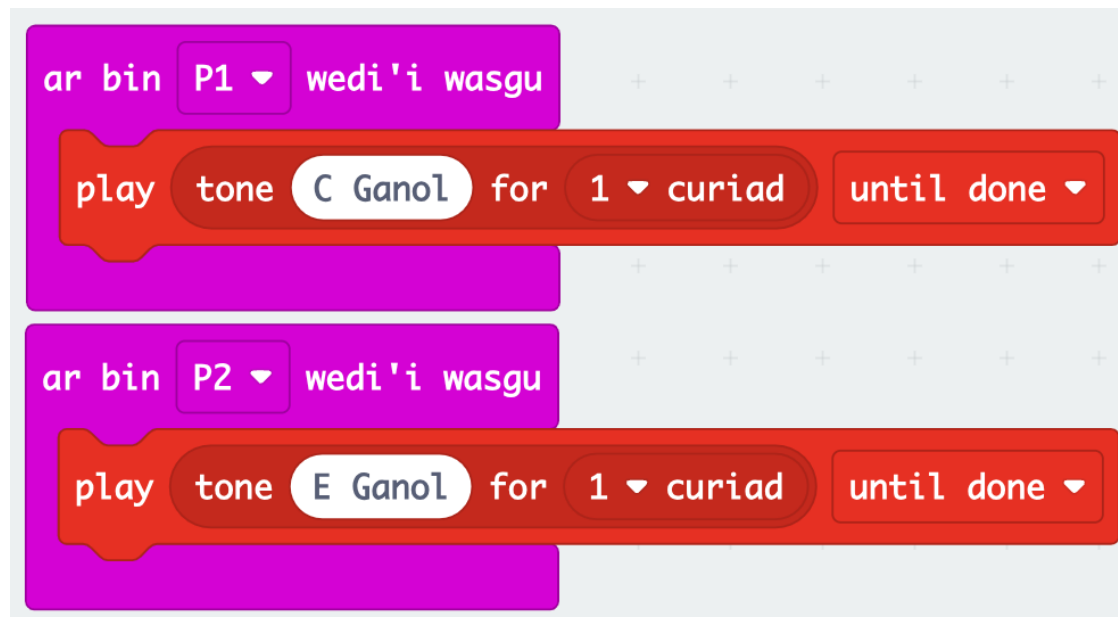 ar bin P1 wedi'i wasgu
play tone C Ganol for 1 curiad until done
ar bin P2 wedi'i wasgu
play tone E Ganol for 1 curiad until done